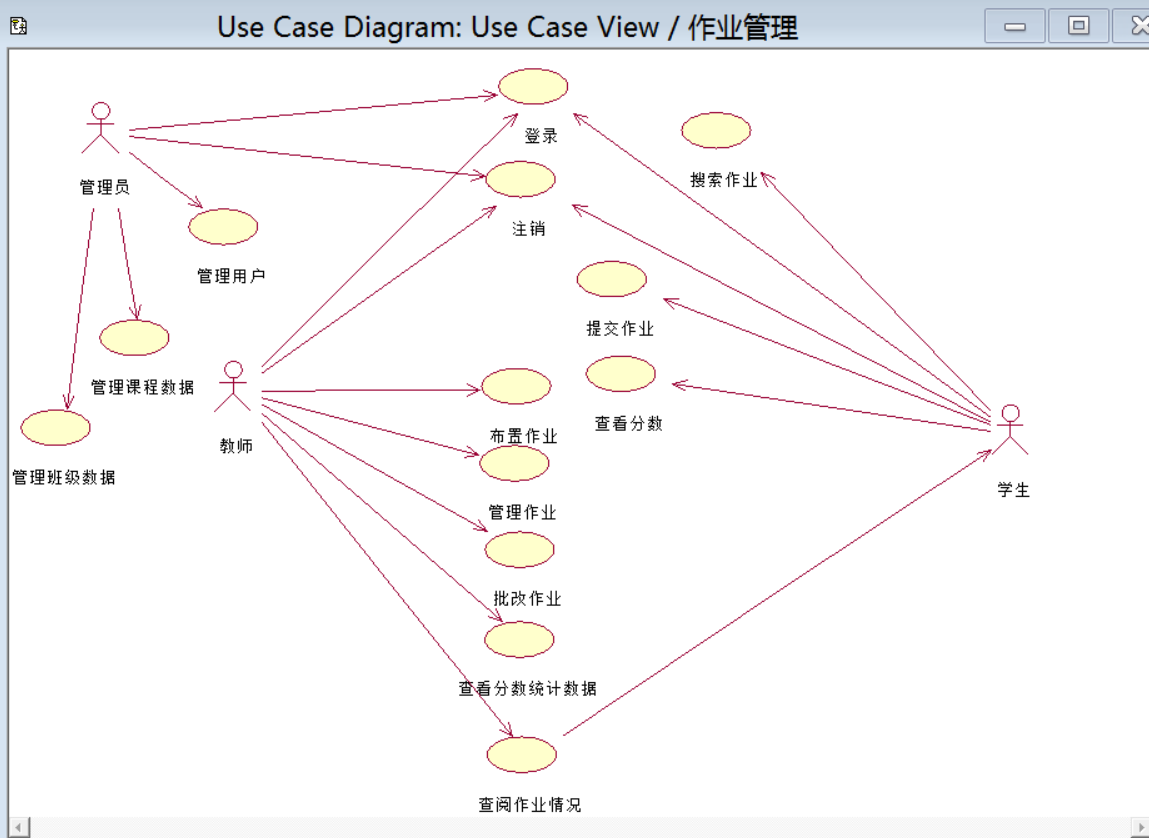 Use Case Diagram: Use Case View / 作业管理
登录
搜索作业
管理员
注销
管理用户
提交作业
管理课程数据
查看分数
布置作业
教师
管理班级数据
学生
管理作业
批改作业
查看分数统计数据
查阅作业情况